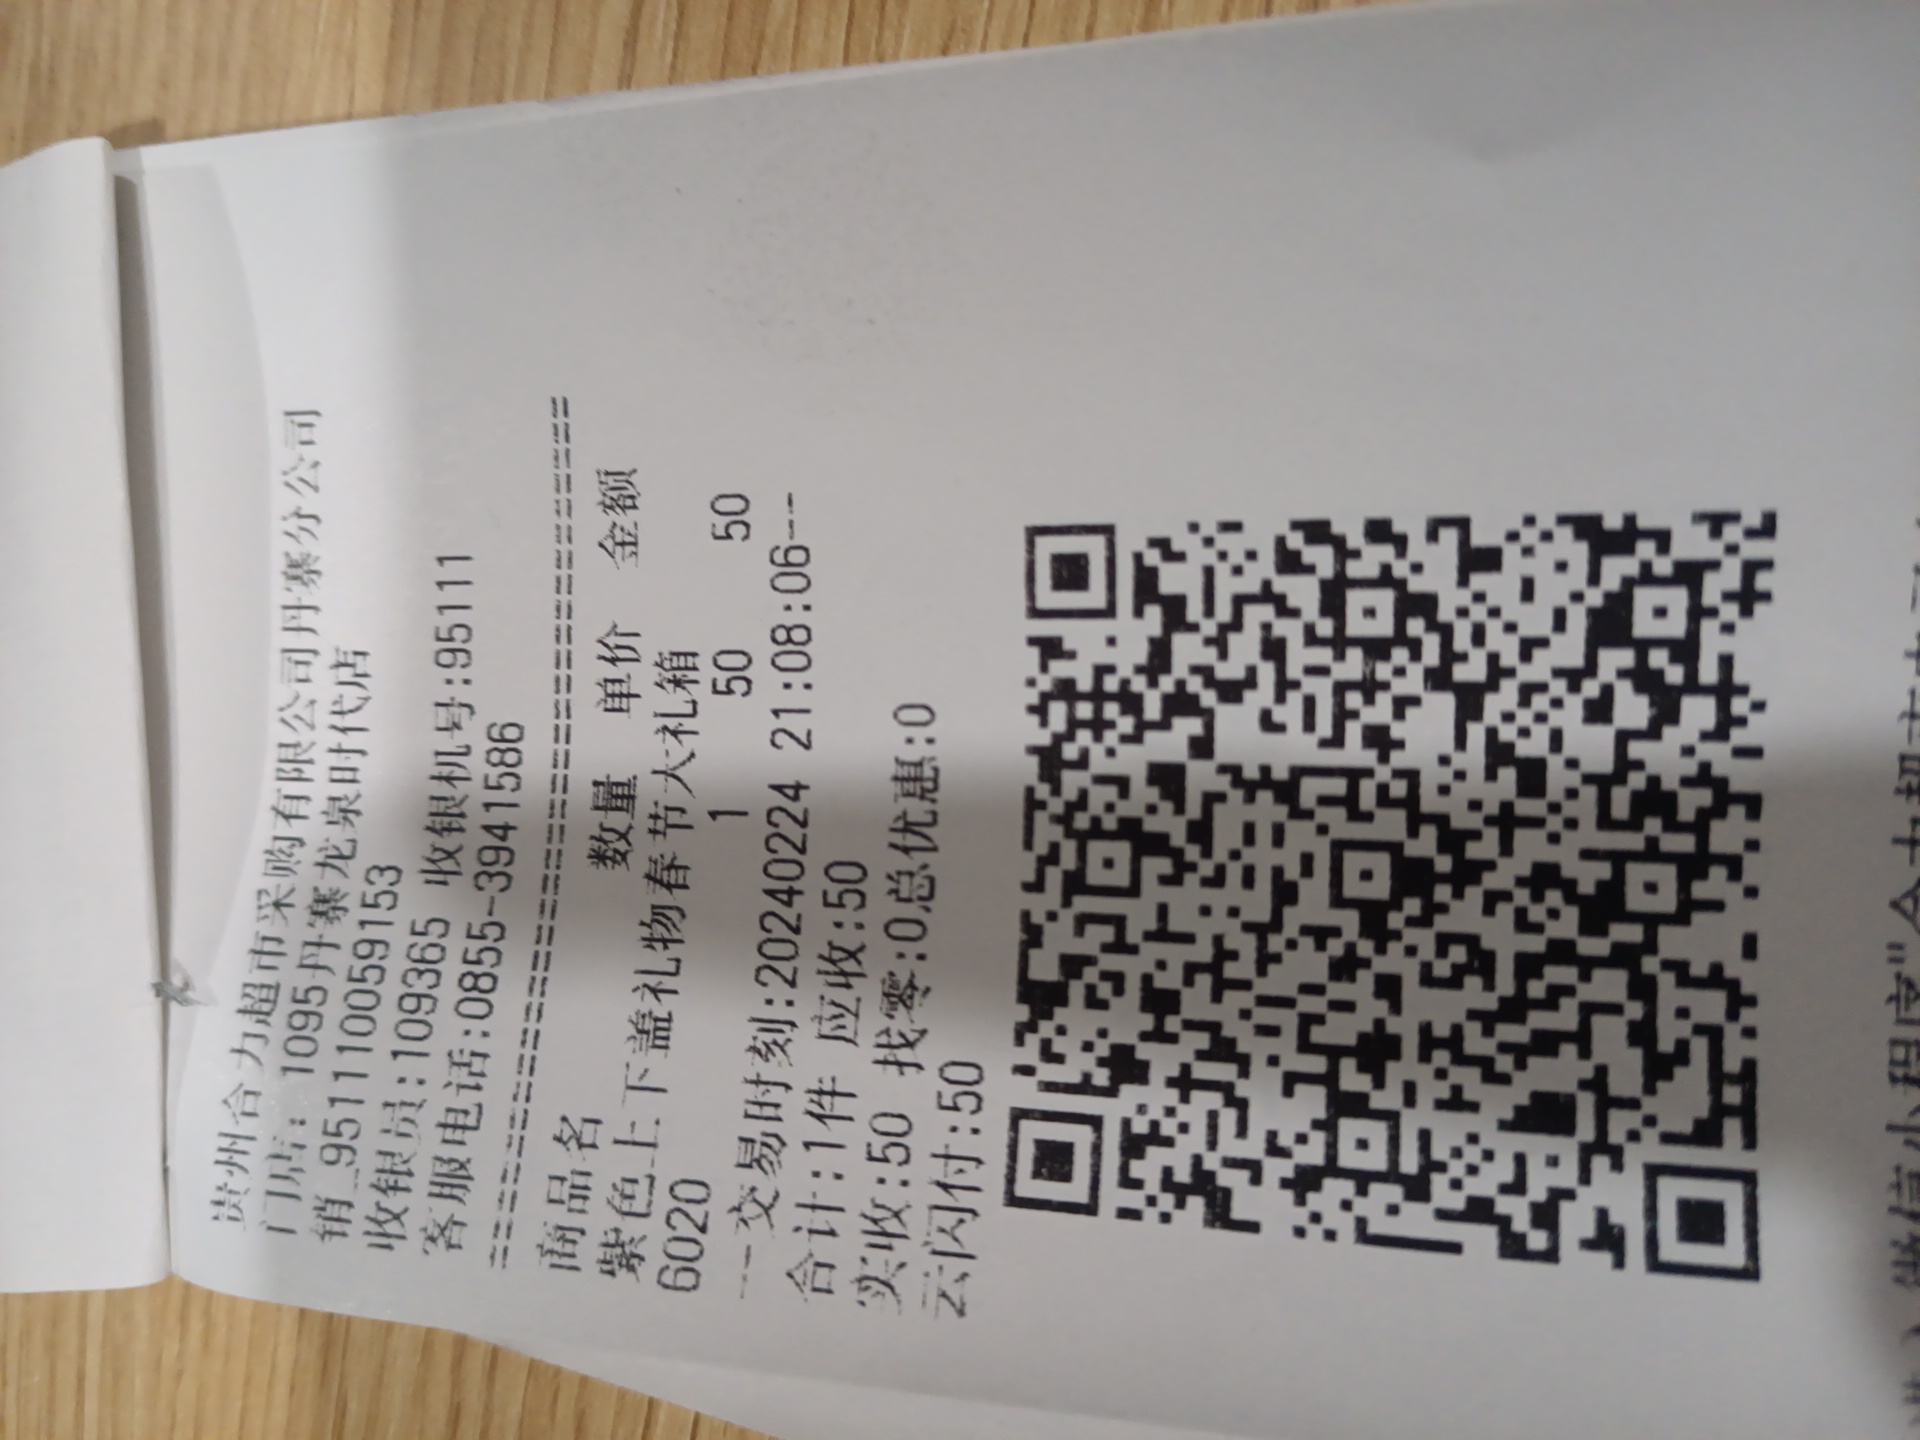 贵州合力超市采购有限公司丹寨分公司
门店: 1095丹寨龙泉时代店
销_9511100591​53
收银员:109365 收银机号:95111
客服电话:0855-3941586
================================
商品名 数量 单价 金额
紫色上下盖礼物春节大礼箱
6020 1 50 50
--交易时刻:20240224 21:08:06--
合计:1件 应收:50
实收:50 找零:0总优惠:0
云闪付:50